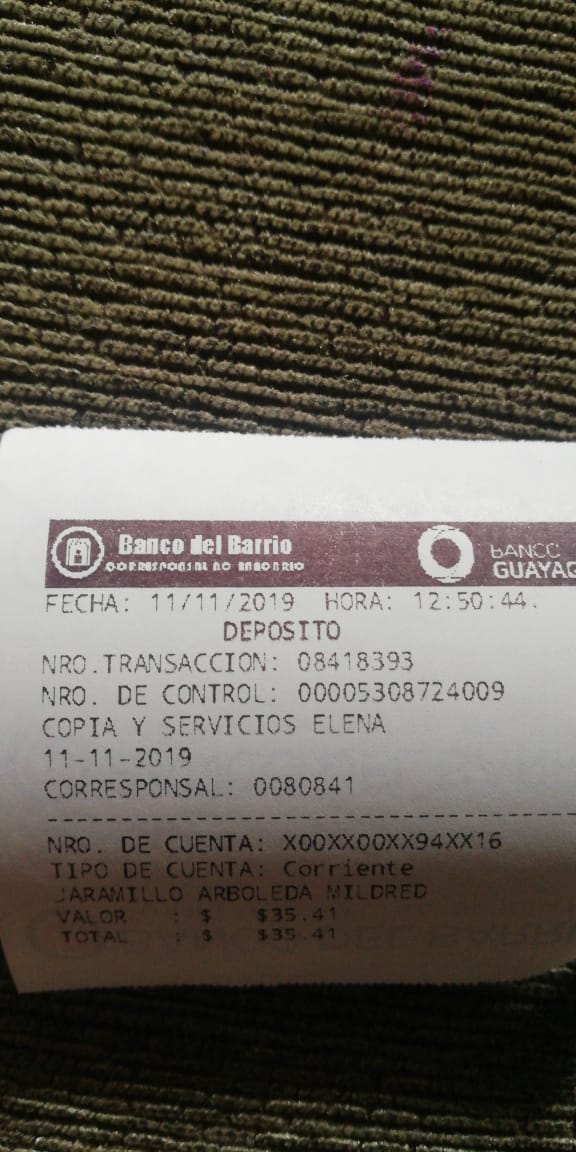 Banco del Barrio
CORRESPONSAL NO BANCARIO
BANCO
GUAYAQ
FECHA: 11/11/2019 HORA: 12:50:44.
DEPOSITO
NRO.TRANSACCION: 08418393
NRO. DE CONTROL: 00005308724009
COPIA Y SERVICIOS ELENA
11-11-2019
CORRESPONSAL: 0080841
NRO. DE CUENTA: X00XX00XX94XX16
TIPO DE CUENTA: Corriente
JARAMILLO ARBOLEDA MILDRED
VALOR : $ $35.41
TOTAL : $ $35.41